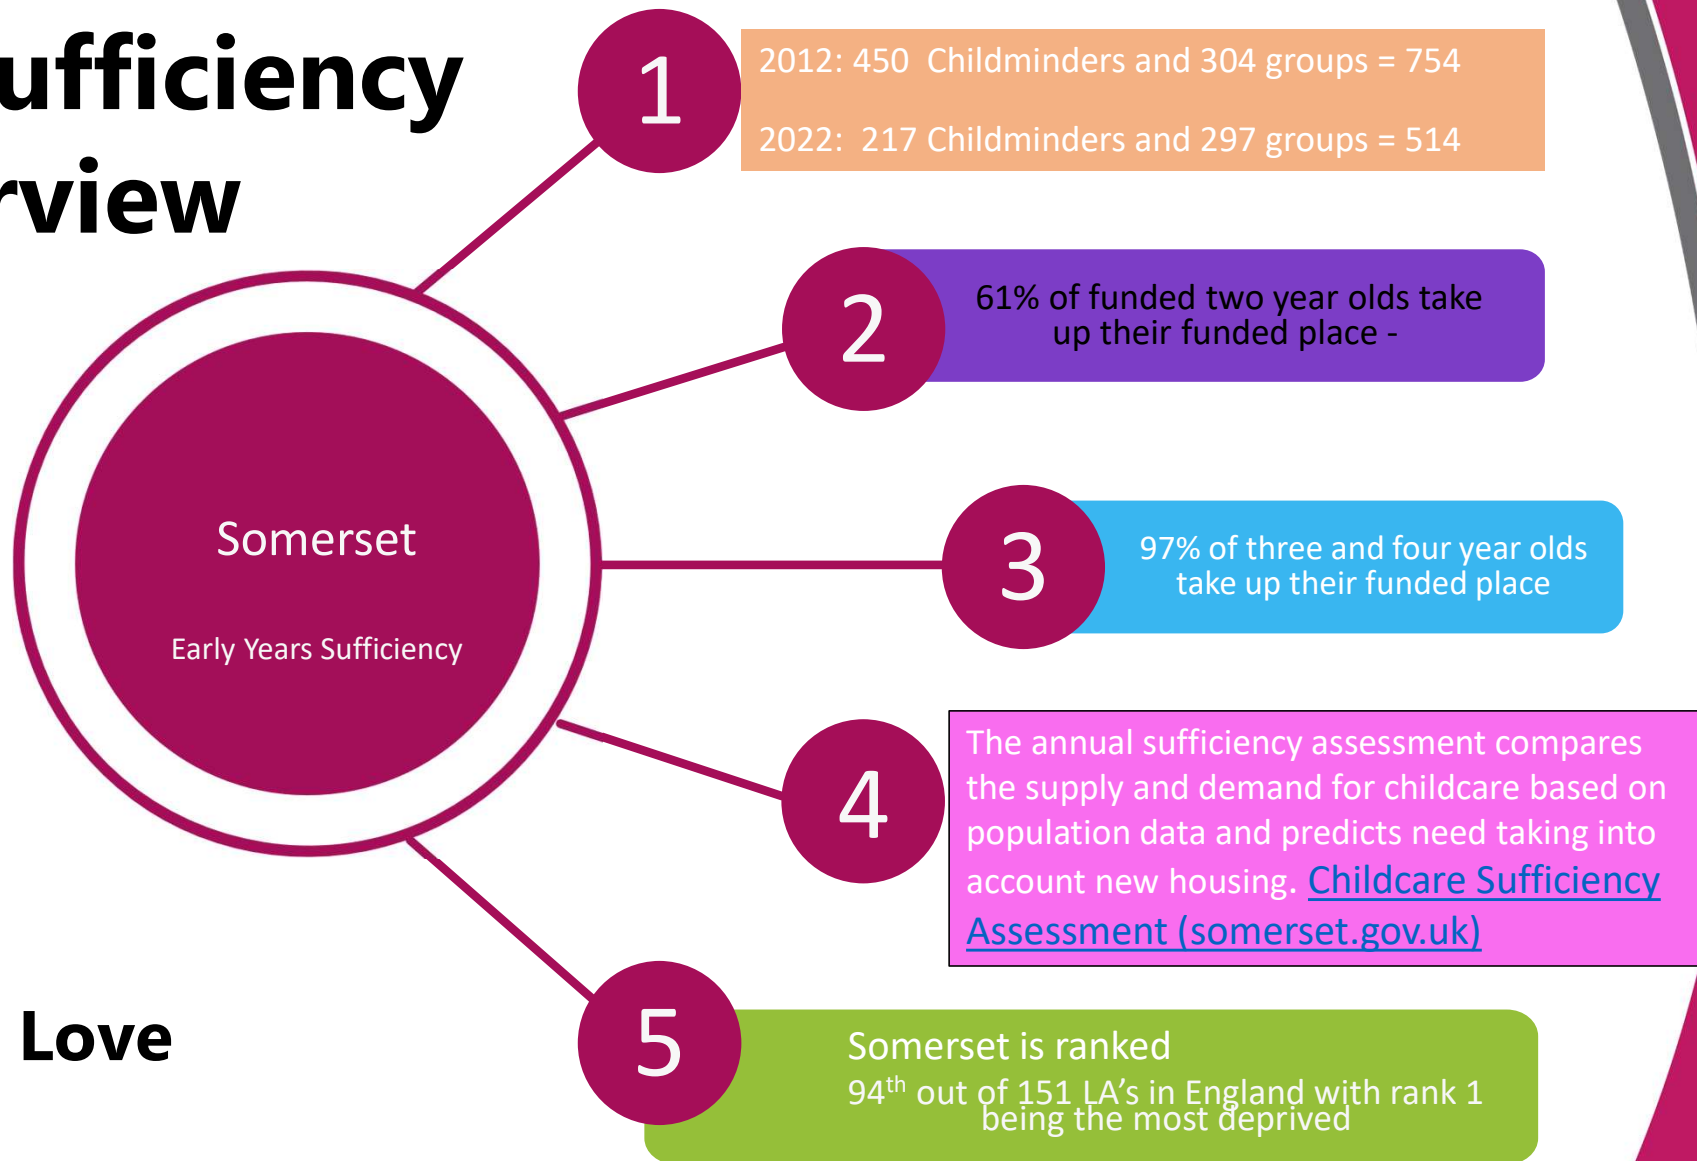 ufficiency
rview
1
2012: 450 Childminders and 304 groups = 754
2022: 217 Childminders and 297 groups = 514
2
61% of funded two year olds take
up their funded place -
Somerset
Early Years Sufficiency
3
97% of three and four year olds
take up their funded place
4
The annual sufficiency assessment compares
the supply and demand for childcare based on
population data and predicts need taking into
account new housing. Childcare Sufficiency
Assessment (somerset.gov.uk)
Love
5
Somerset is ranked
94th out of 151 LA’s in England with rank 1
being the most deprived